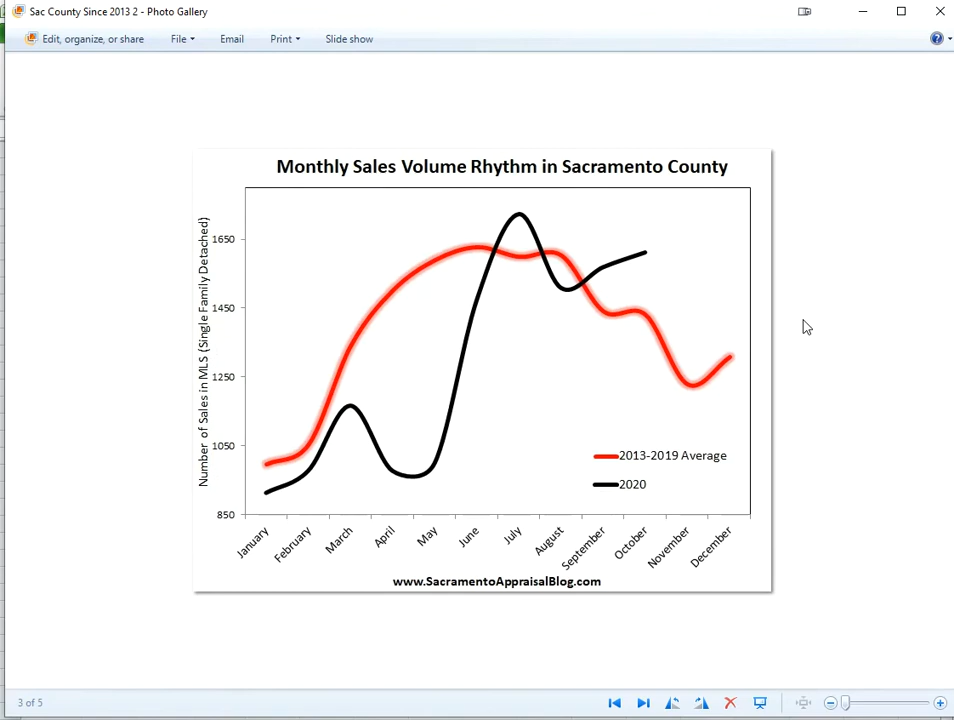 Sac County Since 2013 2 - Photo Gallery
Edit, organize, or share File Email Print Slide show
Monthly Sales Volume Rhythm in Sacramento County
Number of Sales in MLS (Single Family Detached)
1650
1450
1250
1050
850
2013-2019 Average
2020
January February March April May June July August September October November December
www.SacramentoAppraisalBlog.com
3 of 5